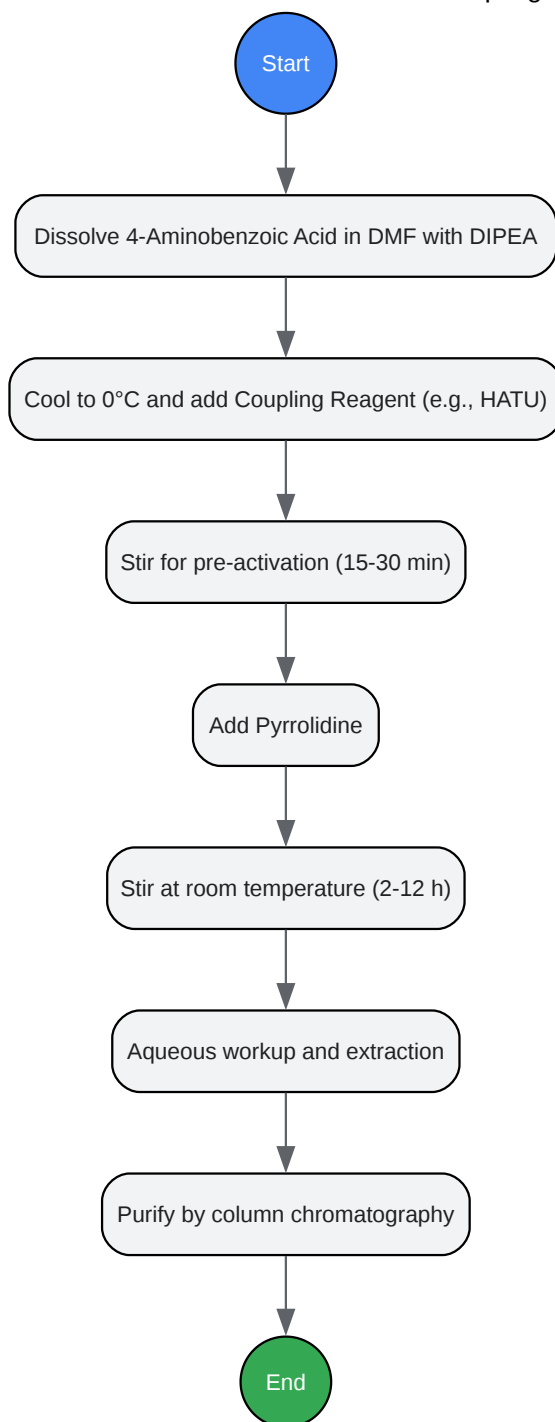 Start
Dissolve 4-Aminobenzoic Acid in DMF with DIPEA
Cool to 0°C and add Coupling Reagent (e.g., HATU)
Stir for pre-activation (15-30 min)
Add Pyrrolidine
Stir at room temperature (2-12 h)
Aqueous workup and extraction
Purify by column chromatography
End